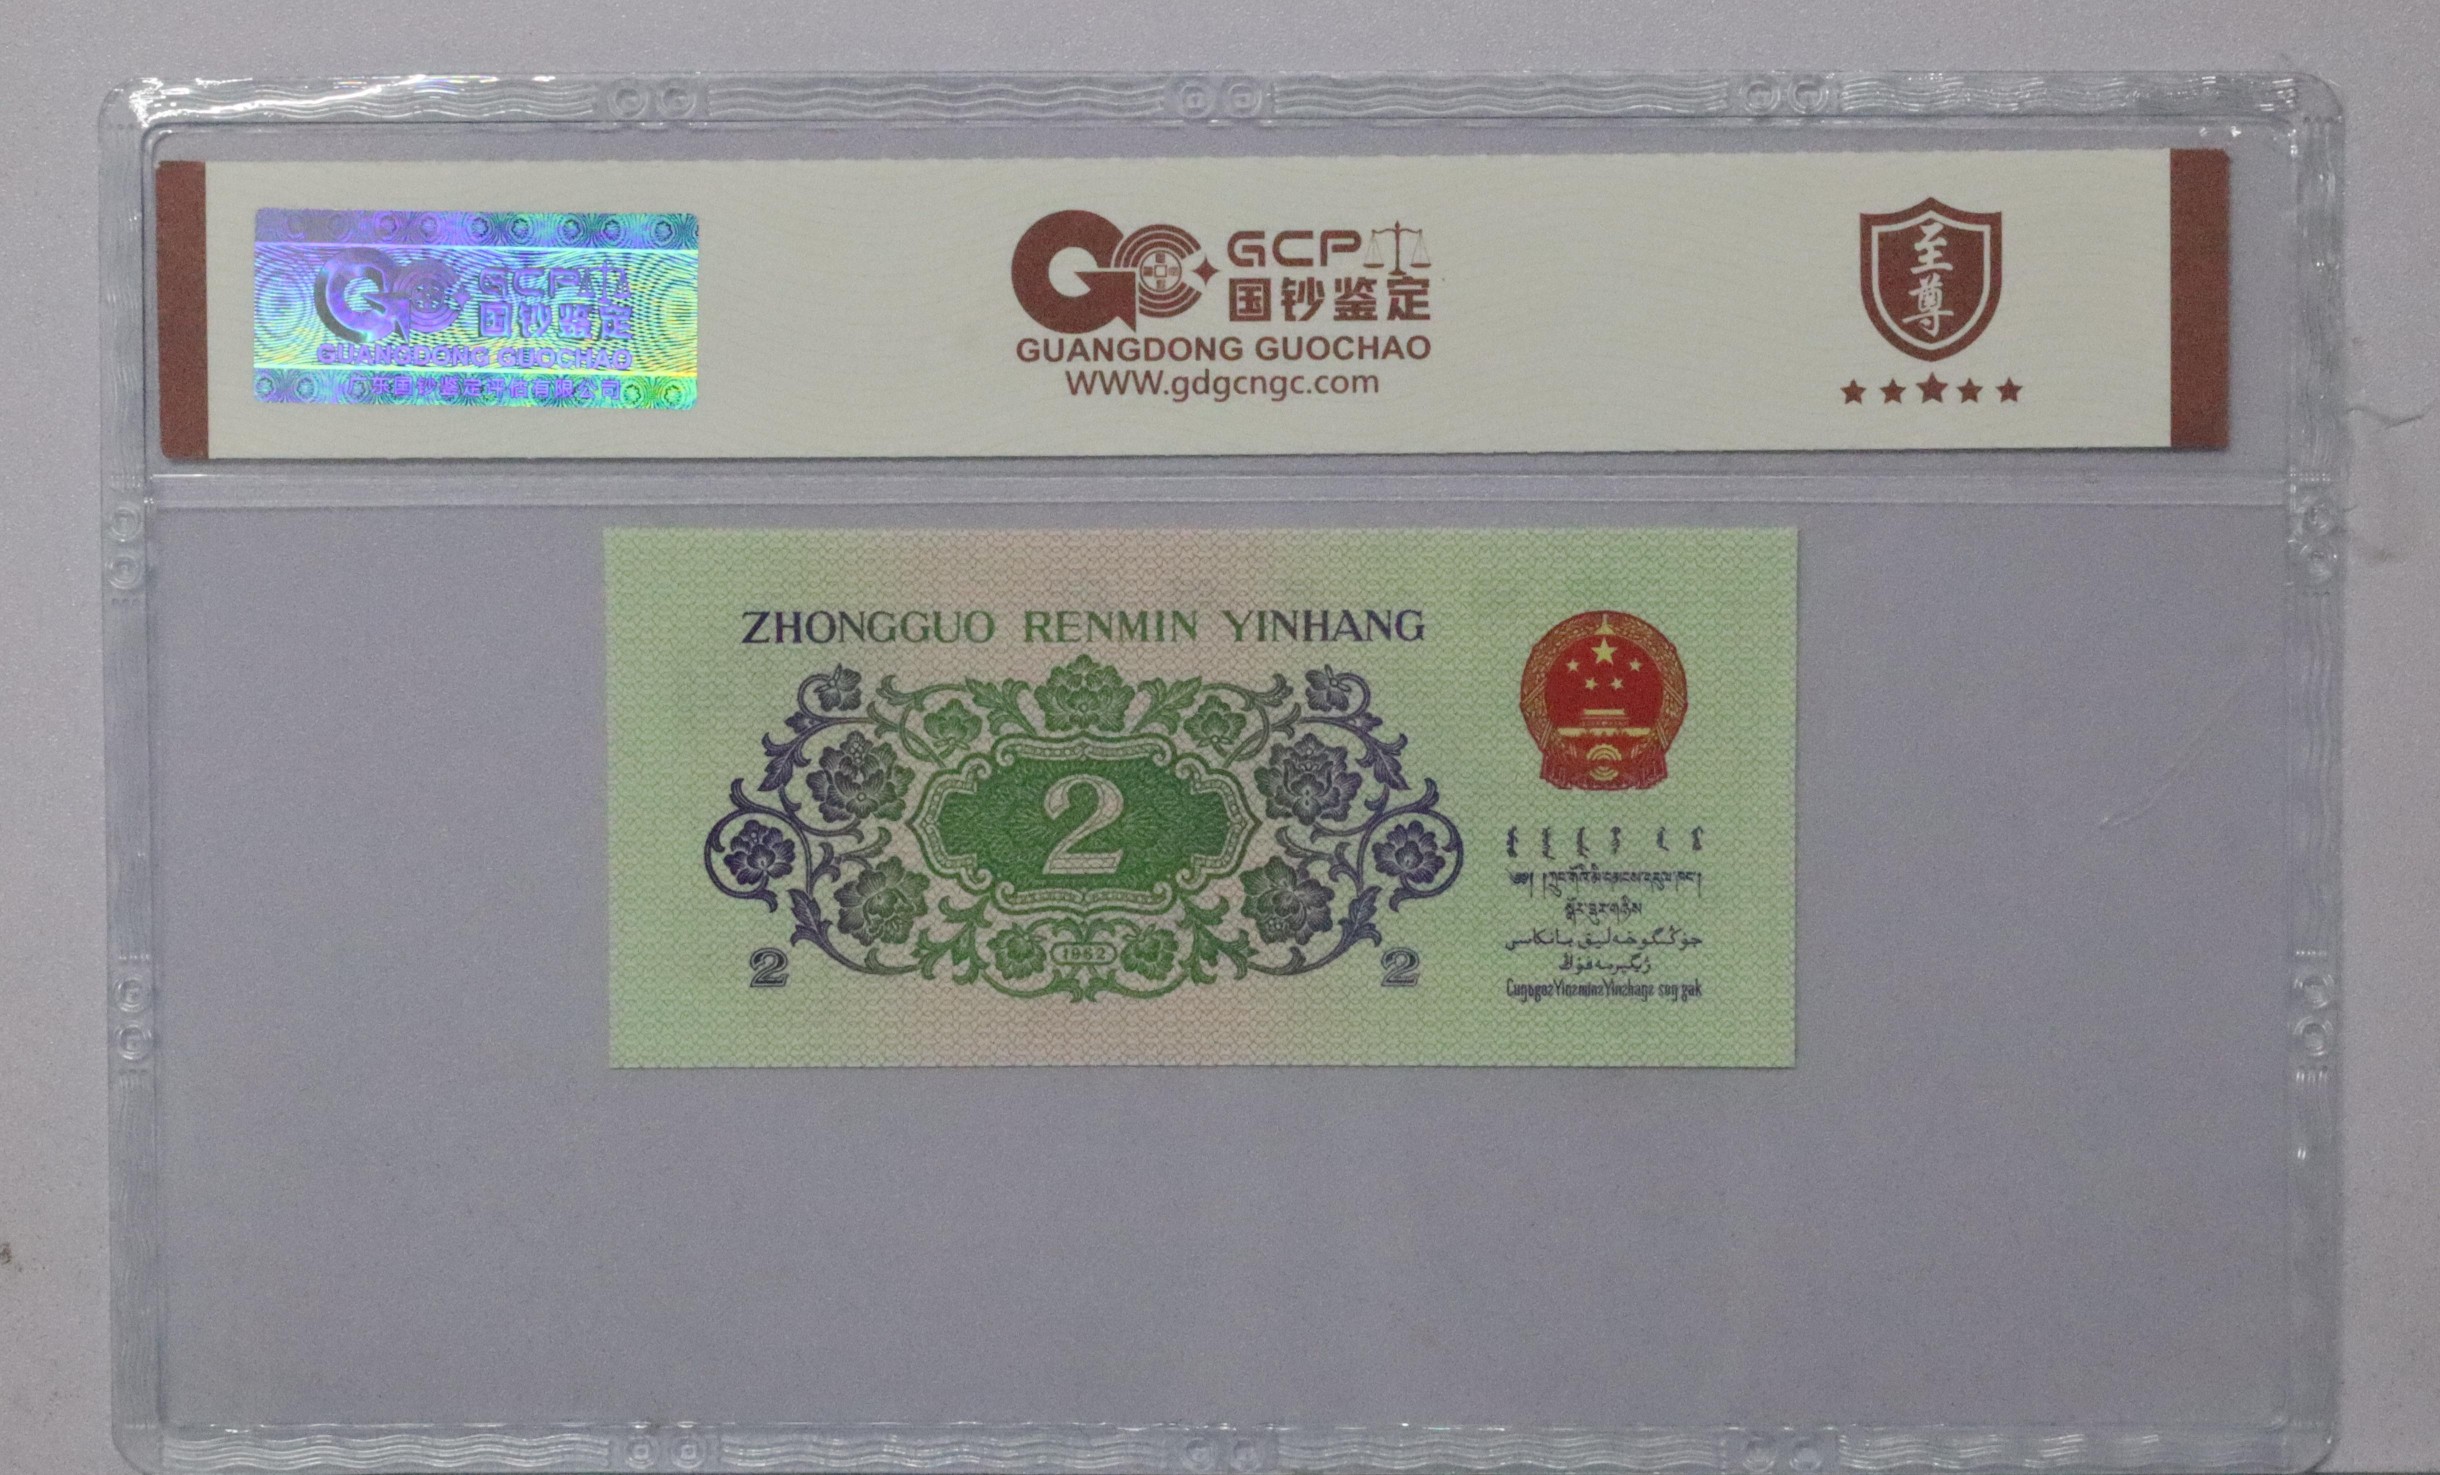 GCP
国钞鉴定
GUANGDONG GUOCHAO
广东国钞鉴定评估有限公司
GCP
国钞鉴定
GUANGDONG GUOCHAO
WWW.gdgcngc.com
至尊
ZHONGGUO RENMIN YINHANG
2
1962
2 2
جۇڭگوخەلىق بانكاسى